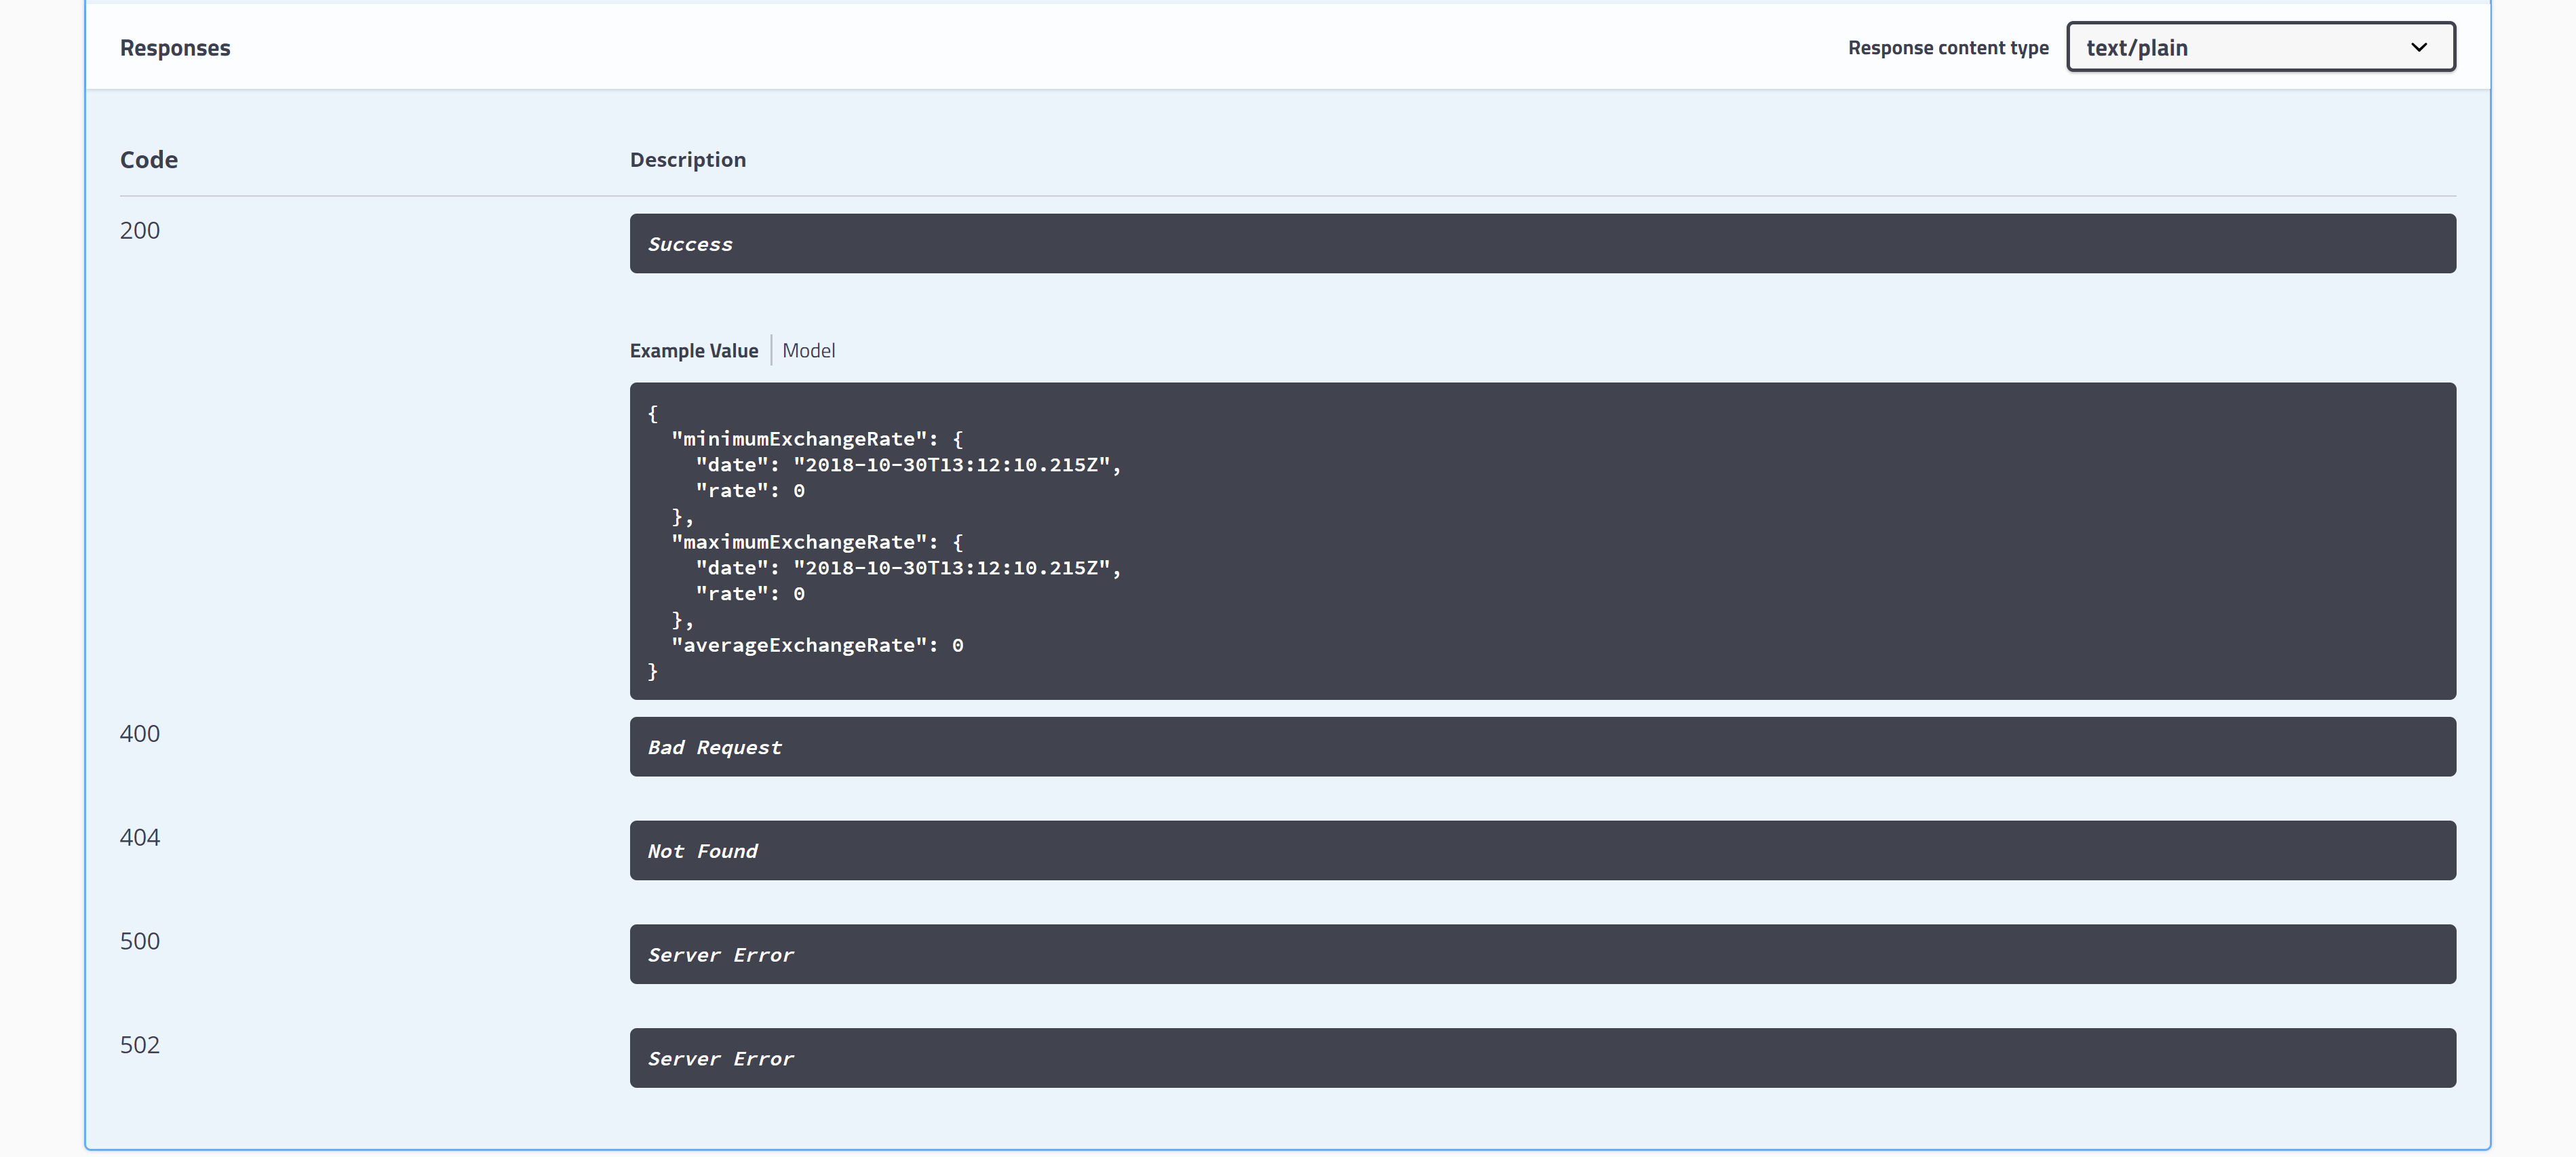 Responses
Response content type
text/plain
Code
Description
200
Success
Example Value
Model
{
  "minimumExchangeRate": {
    "date": "2018-10-30T13:12:10.215Z",
    "rate": 0
  },
  "maximumExchangeRate": {
    "date": "2018-10-30T13:12:10.215Z",
    "rate": 0
  },
  "averageExchangeRate": 0
}
400
Bad Request
404
Not Found
500
Server Error
502
Server Error